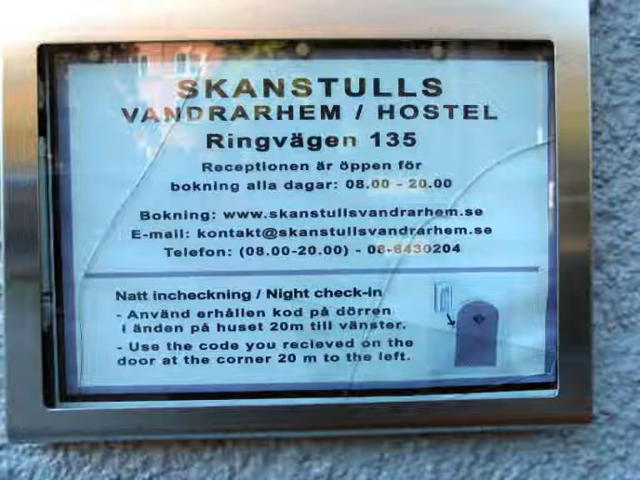 SKANSTULLS
VANDRARHEM / HOSTEL
Ringvägen 135
Receptionen är öppen för
bokning alla dagar: 08.00 - 20.00
Bokning: www.skanstullsvandrarhem.se
E-mail: kontakt@skanstullsvandrarhem.se
Telefon: (08.00-20.00) - 08-6430204
Natt incheckning / Night check-in
- Använd erhållen kod på dörren
i änden på huset 20m till vänster.
- Use the code you recieved on the
door at the corner 20 m to the left.